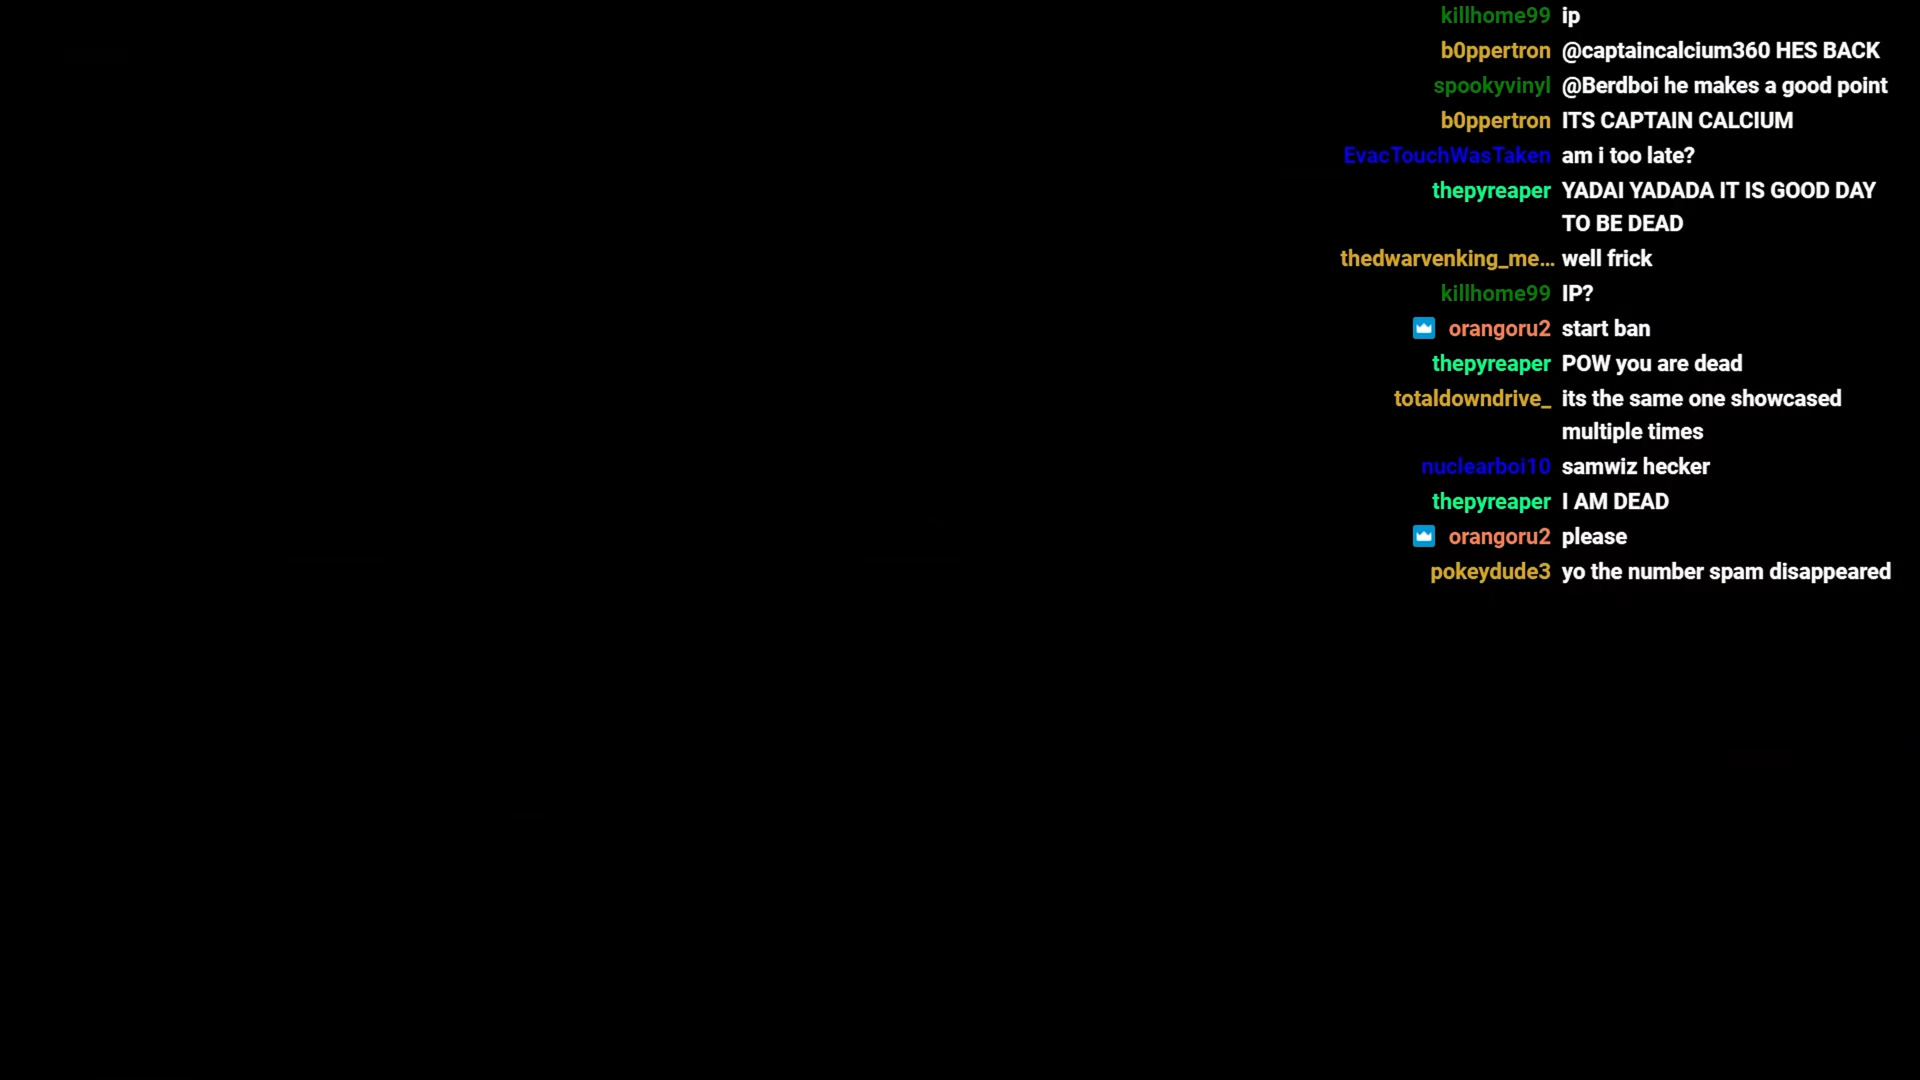 killhome99 ip
b0ppertron @captaincalcium360 HES BACK
spookyvinyl @Berdboi he makes a good point
b0ppertron ITS CAPTAIN CALCIUM
EvacTouchWasTaken am i too late?
thepyreaper YADAI YADADA IT IS GOOD DAY
TO BE DEAD
thedwarvenking_me... well frick
killhome99 IP?
orangoru2 start ban
thepyreaper POW you are dead
totaldowndrive_ its the same one showcased
multiple times
nuclearboi10 samwiz hecker
thepyreaper I AM DEAD
orangoru2 please
pokeydude3 yo the number spam disappeared